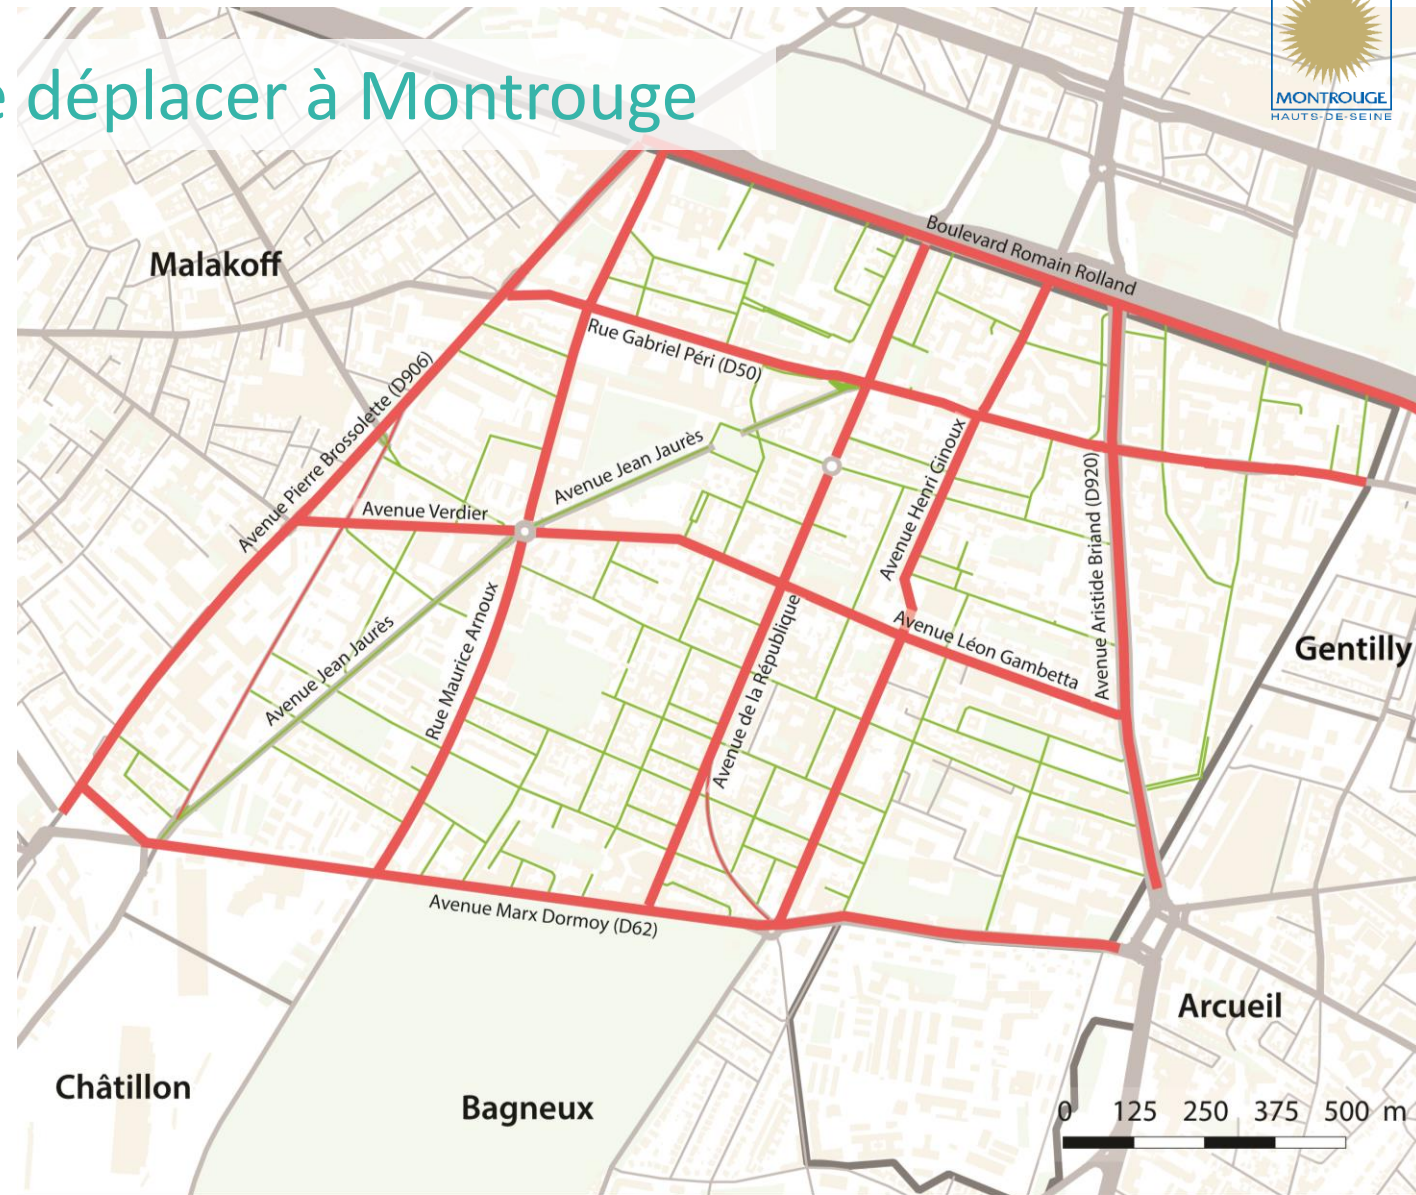 e déplacer à Montrouge
MONTROUGE
HAUTS-DE-SEINE
Boulevard Romain Rolland
Malakoff
Rue Gabriel Péri (D50)
Avenue Pierre Brossolette (D906)
Avenue Jean Jaurès
Avenue Henri Ginoux
Avenue Verdier
Avenue Aristide Briand (D920)
Rue Maurice Arnoux
Avenue de la République
Avenue Léon Gambetta
Gentilly
Avenue Jean Jaurès
Avenue Marx Dormoy (D62)
Arcueil
Châtillon
Bagneux
0 125 250 375 500 m